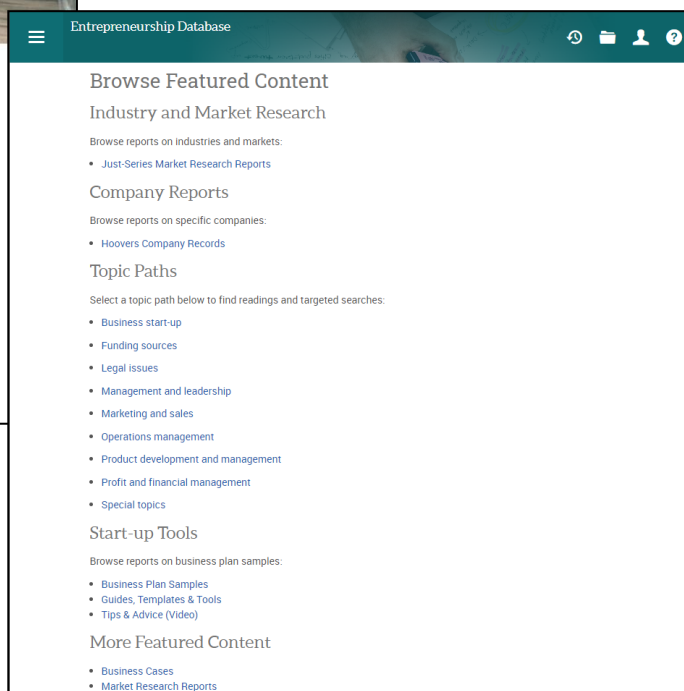 Entrepreneurship Database
Browse Featured Content
Industry and Market Research
Browse reports on industries and markets:
Just-Series Market Research Reports
Company Reports
Browse reports on specific companies:
Hoovers Company Records
Topic Paths
Select a topic path below to find readings and targeted searches:
Business start-up
Funding sources
Legal issues
Management and leadership
Marketing and sales
Operations management
Product development and management
Profit and financial management
Special topics
Start-up Tools
Browse reports on business plan samples:
Business Plan Samples
Guides, Templates & Tools
Tips & Advice (Video)
More Featured Content
Business Cases
Market Research Reports